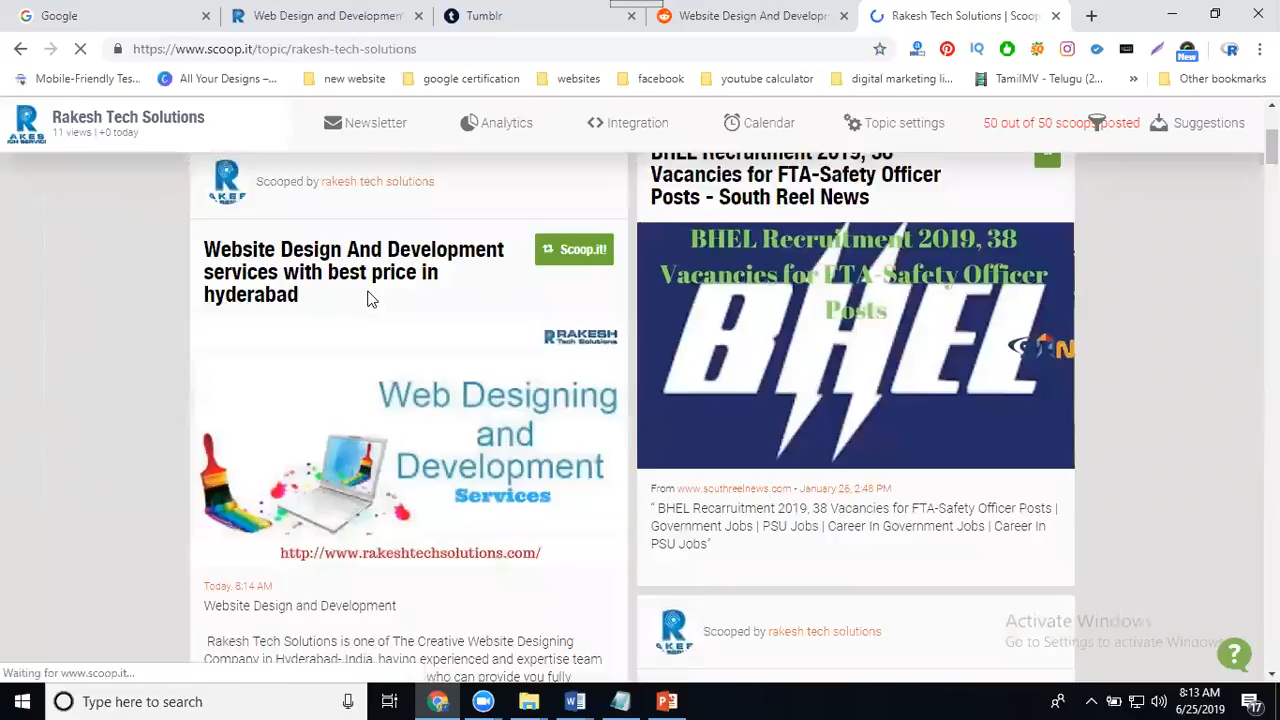 Google
Web Design and Development
Tumblr
Website Design And Developm
Rakesh Tech Solutions | Scoop
https://www.scoop.it/topic/rakesh-tech-solutions
New
Mobile-Friendly Tes...
All Your Designs –...
new website
google certification
websites
facebook
youtube calculator
digital marketing li...
TamilMV - Telugu (2...
Other bookmarks
Rakesh Tech Solutions
11 views | +0 today
Newsletter
Analytics
Integration
Calendar
Topic settings
50 out of 50 scoops posted
Suggestions
Scooped by rakesh tech solutions
Website Design And Development
services with best price in
hyderabad
Scoop.it!
RAKESH
Tech Solutions
Web Designing
and
Development
Services
http://www.rakeshtechsolutions.com/
Today, 8:14 AM
Website Design and Development
Rakesh Tech Solutions is one of The Creative Website Designing
Company in Hyderabad- India, having experienced and expertise team
who can provide you fully
BHEL Recruitment 2019, 38
Vacancies for FTA-Safety Officer
Posts - South Reel News
BHEL Recruitment 2019, 38
Vacancies for FTA-Safety Officer
Posts
BHEL
From www.southreelnews.com - January 26, 2:48 PM
" BHEL Recarruitment 2019, 38 Vacancies for FTA-Safety Officer Posts |
Government Jobs | PSU Jobs | Career In Government Jobs | Career In
PSU Jobs"
Scooped by rakesh tech solutions
Activate Windows
Go to Settings to activate Windows.
Waiting for www.scoop.it...
Type here to search
8:13 AM
6/25/2019
17